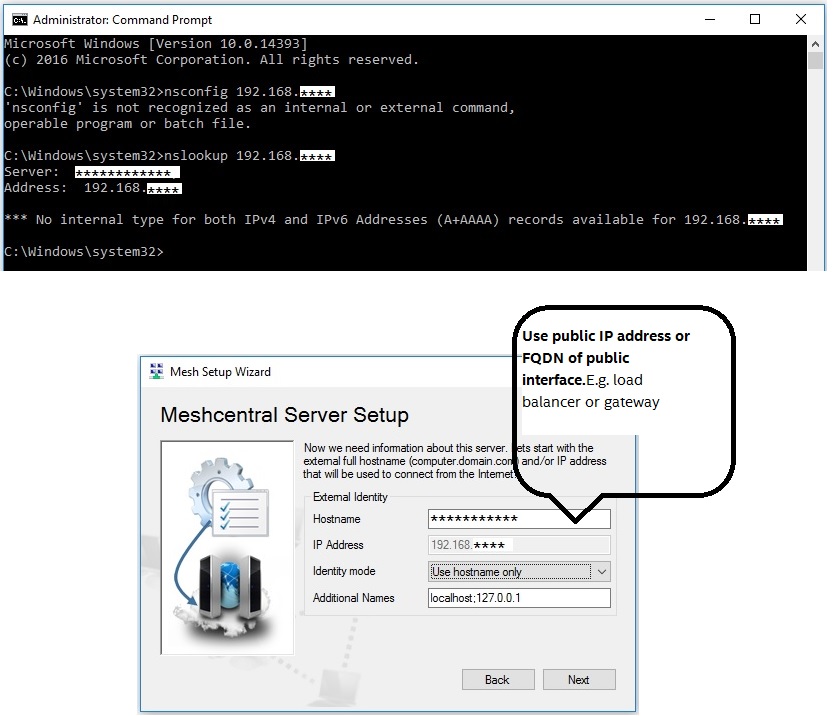 Administrator: Command Prompt
Microsoft Windows [Version 10.0.14393]
(c) 2016 Microsoft Corporation. All rights reserved.
C:\Windows\system32>nsconfig 192.168.****
'nsconfig' is not recognized as an internal or external command,
operable program or batch file.
C:\Windows\system32>nslookup 192.168.****
Server: ************
Address: 192.168.****
*** No internal type for both IPv4 and IPv6 Addresses (A+AAAA) records available for 192.168.****
C:\Windows\system32>
Use public IP address or
FQDN of public
interface.E.g. load
balancer or gateway
Mesh Setup Wizard
Meshcentral Server Setup
Now we need information about this server. ets start with the
external full hostname (computer.domain.com) and/or IP address
that will be used to connect from the Internet.
External Identity
Hostname ***********
IP Address 192.168.****
Identity mode Use hostname only
Additional Names localhost;127.0.0.1
Back Next